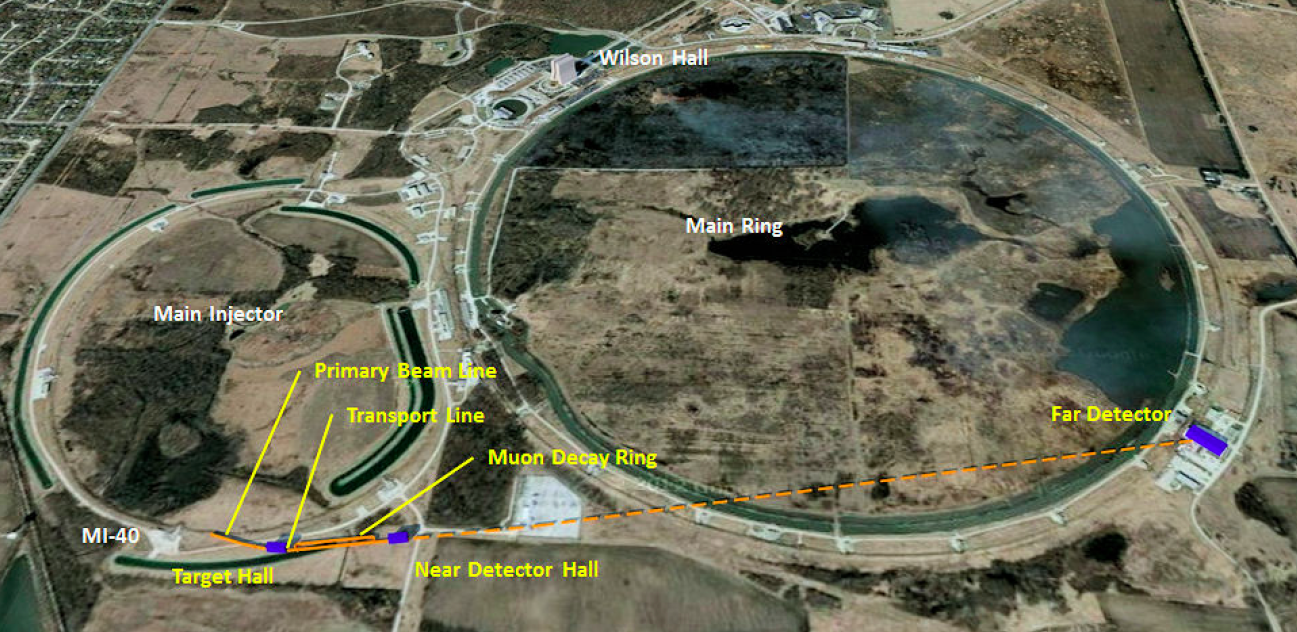 Wilson Hall
Main Ring
Main Injector
Primary Beam Line
Transport Line
Far Detector
Muon Decay Ring
MI-40
Target Hall
Near Detector Hall